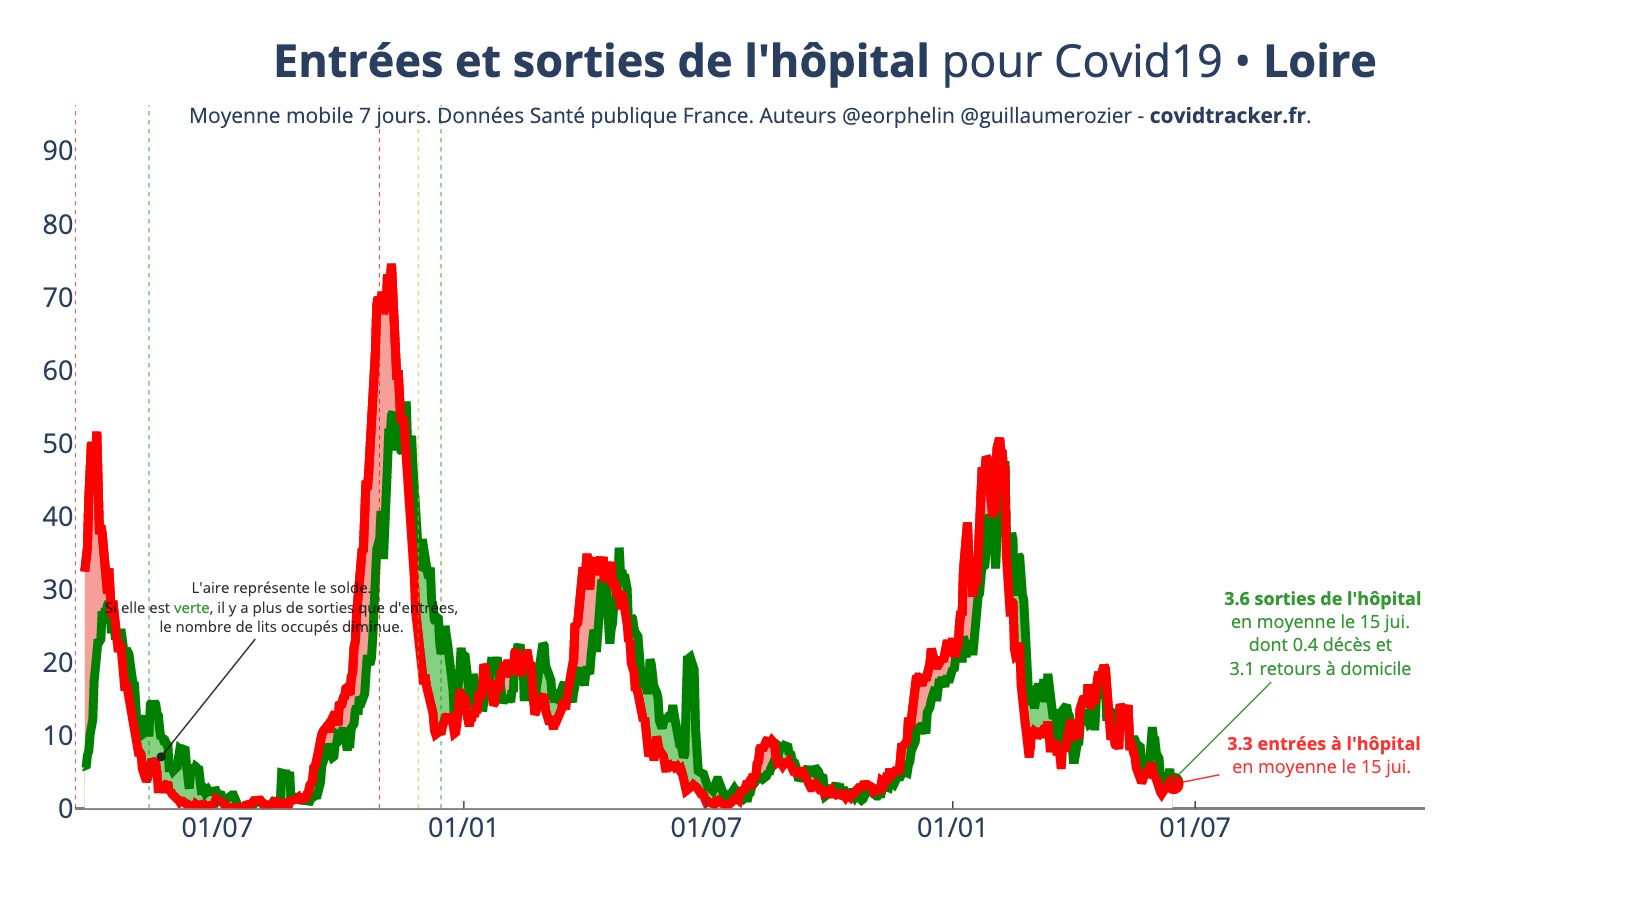 Entrées et sorties de l'hôpital pour Covid19 • Loire
Moyenne mobile 7 jours. Données Santé publique France. Auteurs @eorphelin @guillaumerozier - covidtracker.fr.
90
80
70
60
50
40
30
20
10
0
L'aire représente le solde.
Si elle est verte, il y a plus de sorties que d'entrées,
le nombre de lits occupés diminue.
3.6 sorties de l'hôpital
en moyenne le 15 jui.
dont 0.4 décès et
3.1 retours à domicile
3.3 entrées à l'hôpital
en moyenne le 15 jui.
01/07
01/01
01/07
01/01
01/07